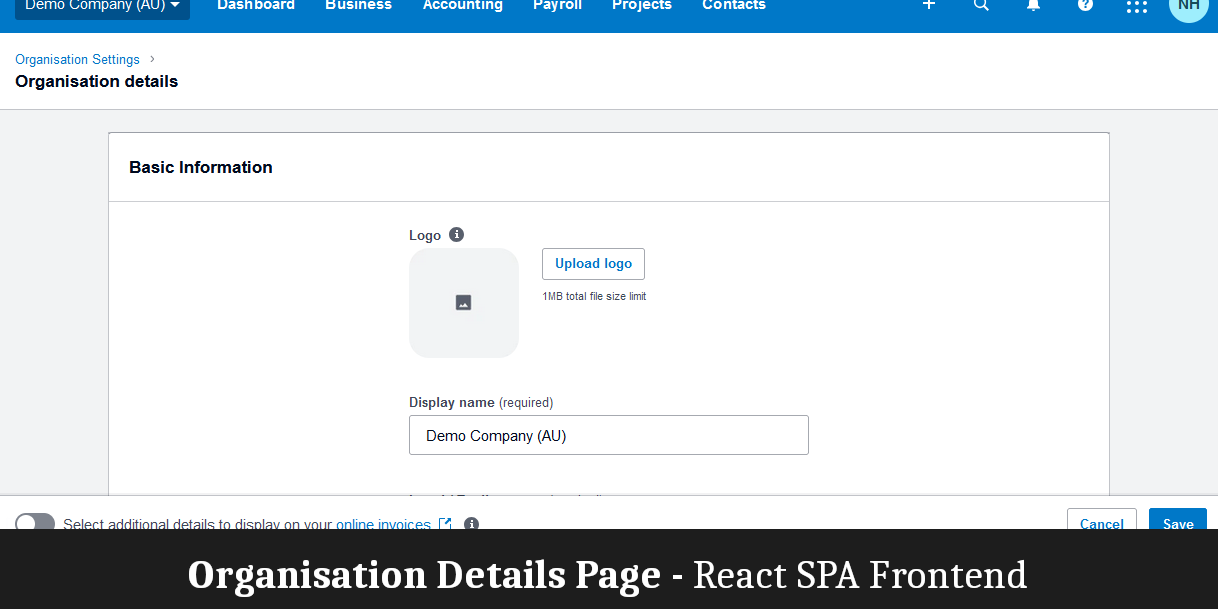 Demo Company (AU)
Dashboard Business Accounting Payroll Projects Contacts
NH
Organisation Settings
Organisation details
Basic Information
Logo
Upload logo
1MB total file size limit
Display name (required)
Demo Company (AU)
Select additional details to display on your online invoices
Cancel Save
Organisation Details Page - React SPA Frontend